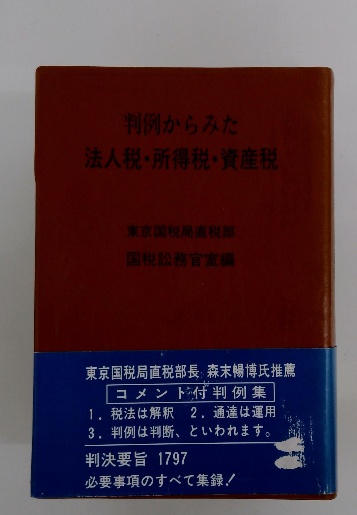 判例からみた
法人税・所得税・資産税
東京国税局直税部
国税訟務官室編
東京国税局直税部長 森末暢博氏推薦
コメント付判例集
1. 税法は解釈 2. 通達は運用
3. 判例は判断、といわれます。
判決要旨 1797
必要事項のすべて集録!